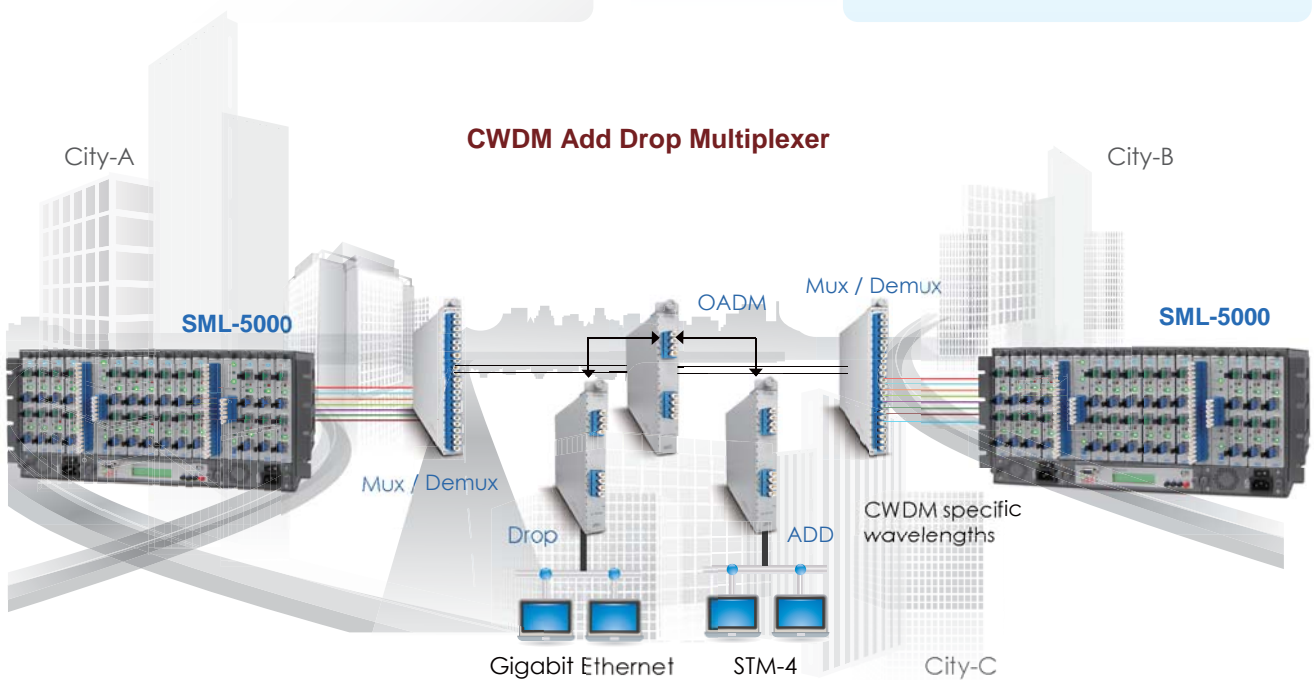 CWDM Add Drop Multiplexer
City-A
City-B
SML-5000
OADM
Mux / Demux
SML-5000
Mux / Demux
Drop
ADD
CWDM specific
wavelengths
Gigabit Ethernet
STM-4
City-C